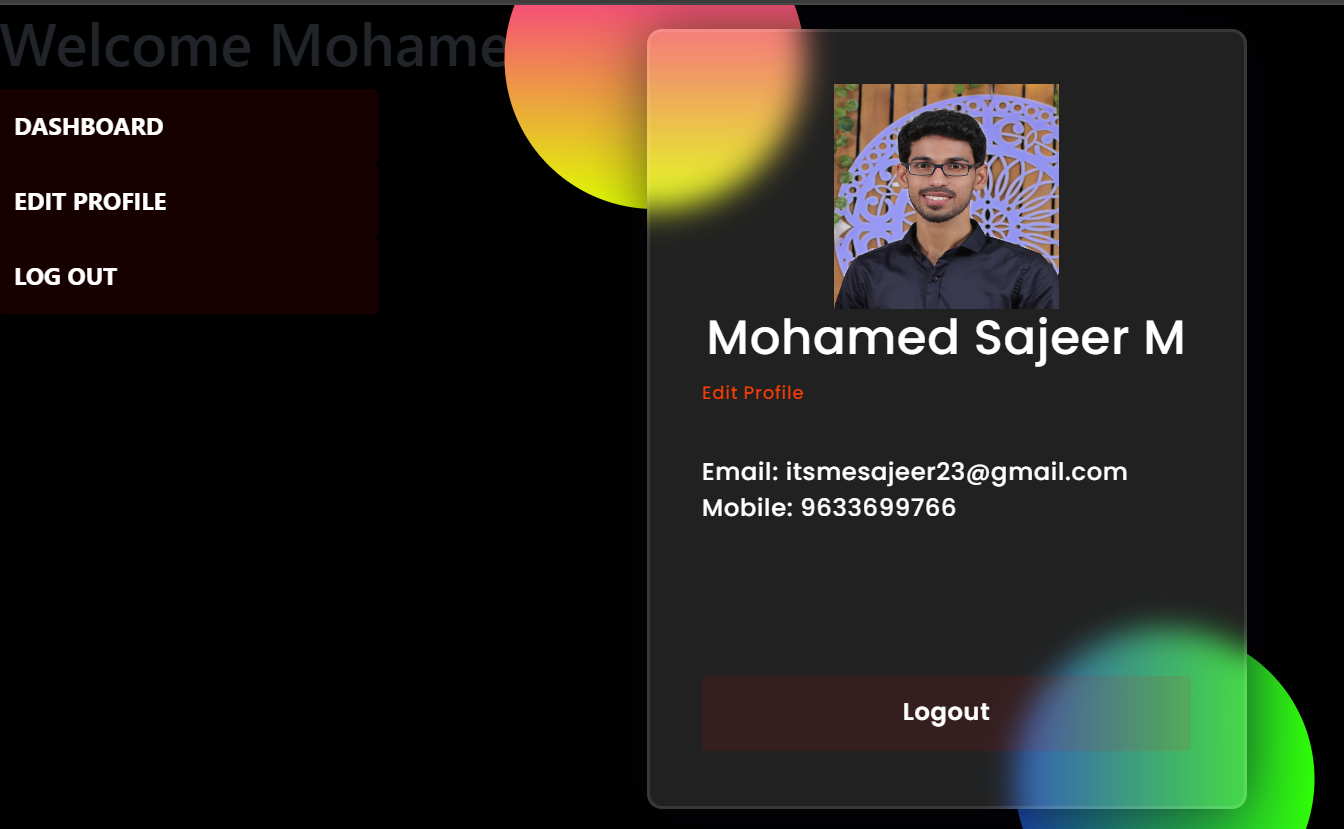 Welcome Mohame
DASHBOARD
EDIT PROFILE
LOG OUT
Mohamed Sajeer M
Edit Profile
Email: itsmesajeer23@gmail.com
Mobile: 9633699766
Logout